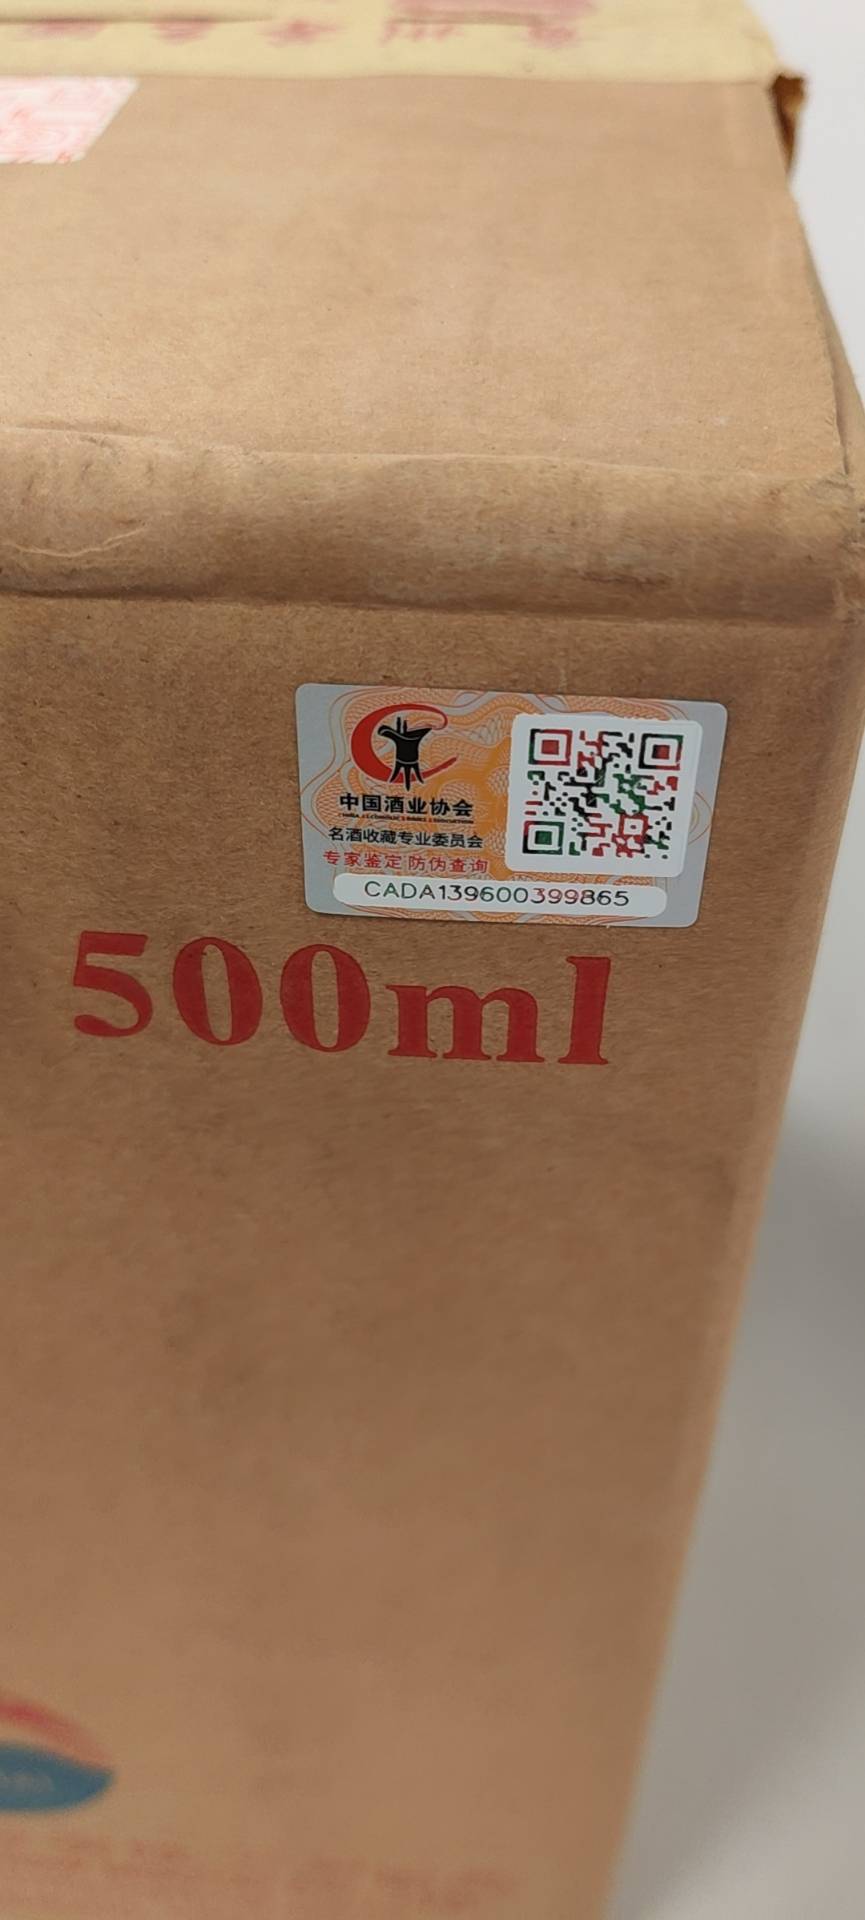 中国酒业协会
名酒收藏专业委员会
专家鉴定 防伪查询
CADA139600399865
500ml